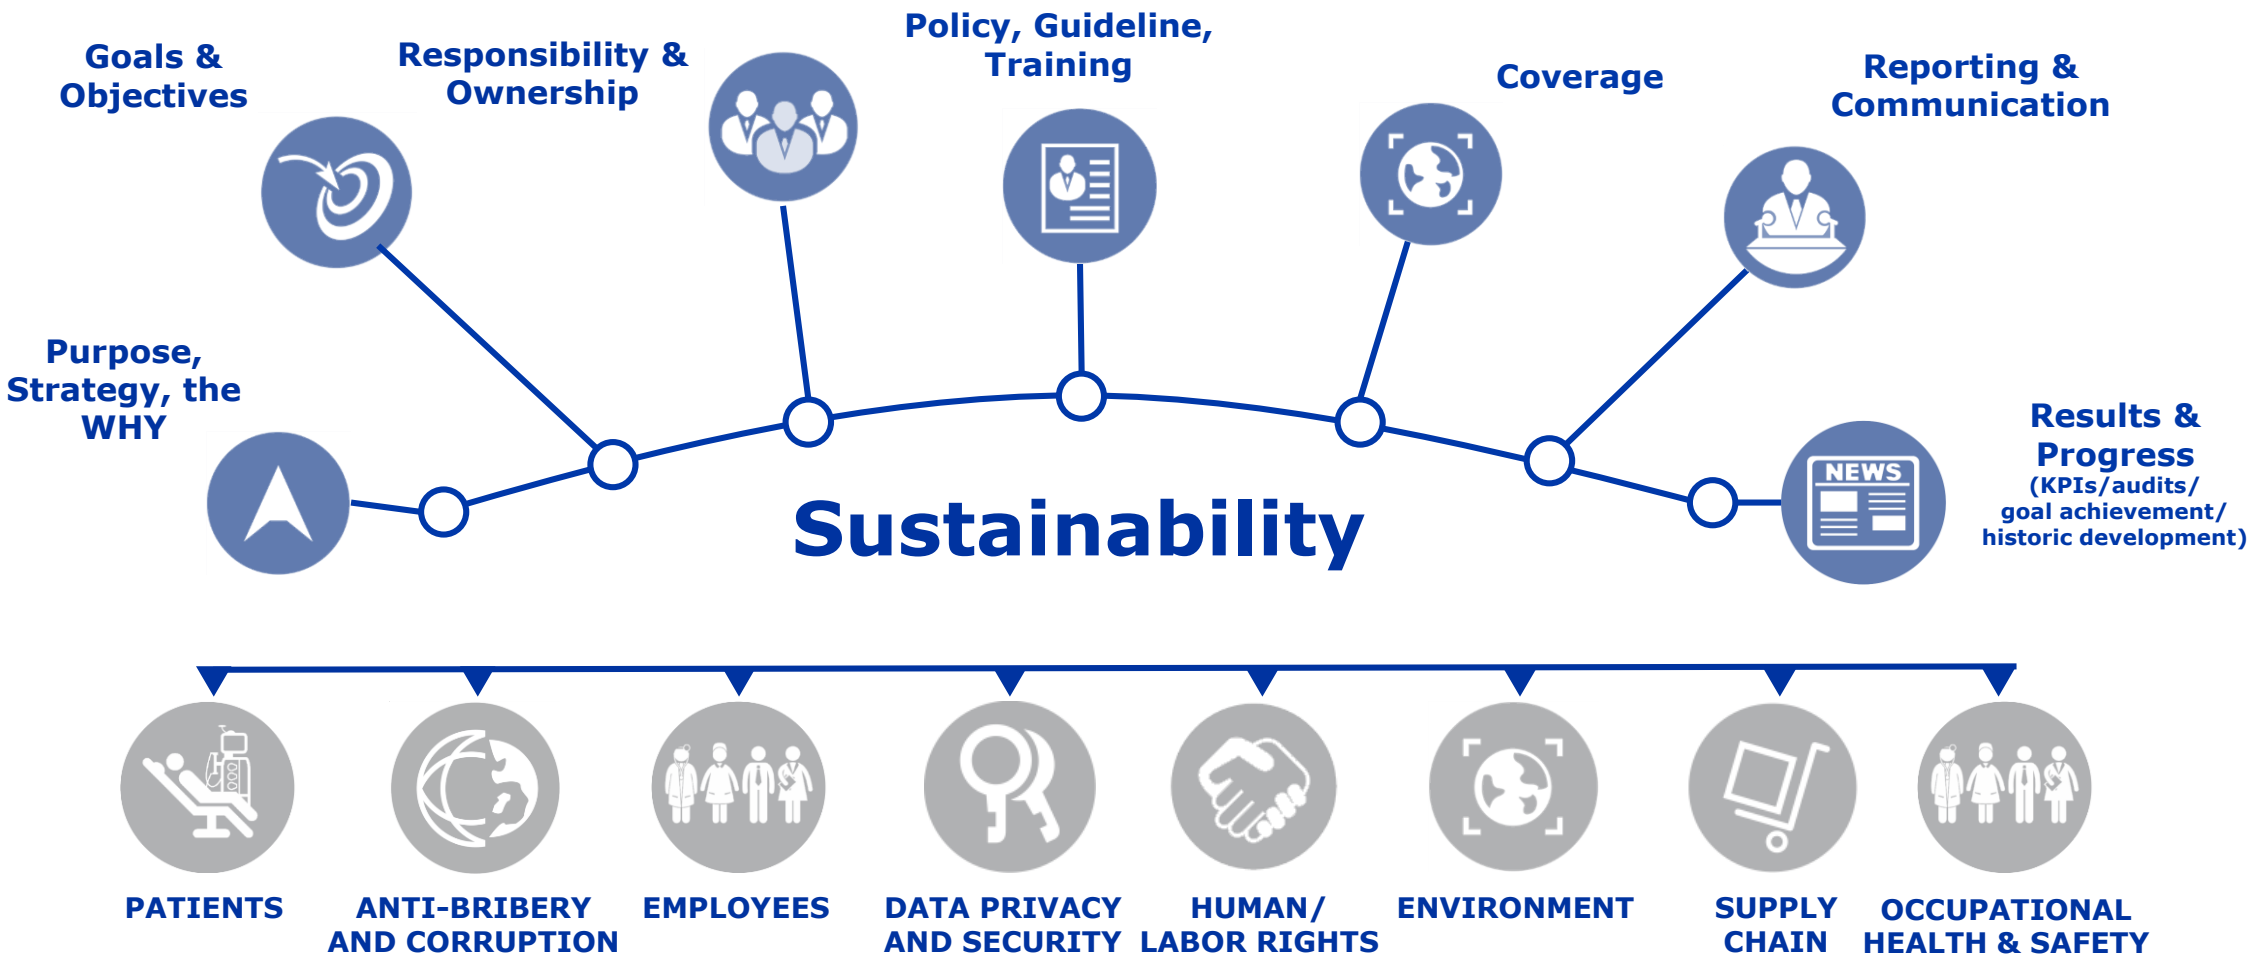 Goals &
Objectives
Responsibility &
Ownership
Policy, Guideline,
Training
Coverage
Reporting &
Communication
Purpose,
Strategy, the
WHY
Results &
Progress
(KPIs/audits/
goal achievement/
historic development)
NEWS
Sustainability
PATIENTS
ANTI-BRIBERY
AND CORRUPTION
EMPLOYEES
DATA PRIVACY
AND SECURITY
HUMAN/
LABOR RIGHTS
ENVIRONMENT
SUPPLY
CHAIN
OCCUPATIONAL
HEALTH & SAFETY